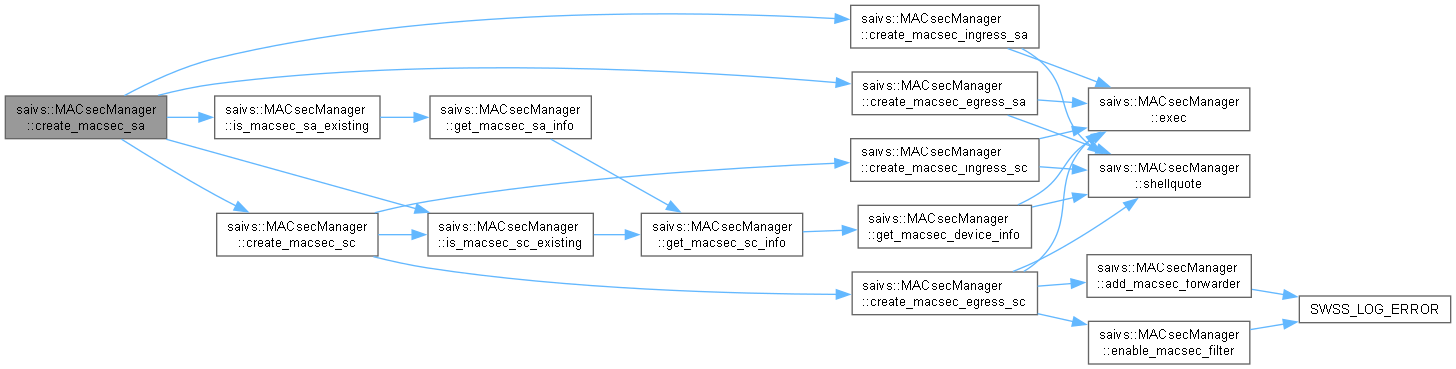 saivs::MACsecManager
::create_macsec_sa
saivs::MACsecManager
::is_macsec_sa_existing
saivs::MACsecManager
::get_macsec_sa_info
saivs::MACsecManager
::create_macsec_sc
saivs::MACsecManager
::is_macsec_sc_existing
saivs::MACsecManager
::get_macsec_sc_info
saivs::MACsecManager
::create_macsec_ingress_sa
saivs::MACsecManager
::create_macsec_egress_sa
saivs::MACsecManager
::create_macsec_ingress_sc
saivs::MACsecManager
::get_macsec_device_info
saivs::MACsecManager
::create_macsec_egress_sc
saivs::MACsecManager
::exec
saivs::MACsecManager
::shellquote
saivs::MACsecManager
::add_macsec_forwarder
saivs::MACsecManager
::enable_macsec_filter
SWSS_LOG_ERROR